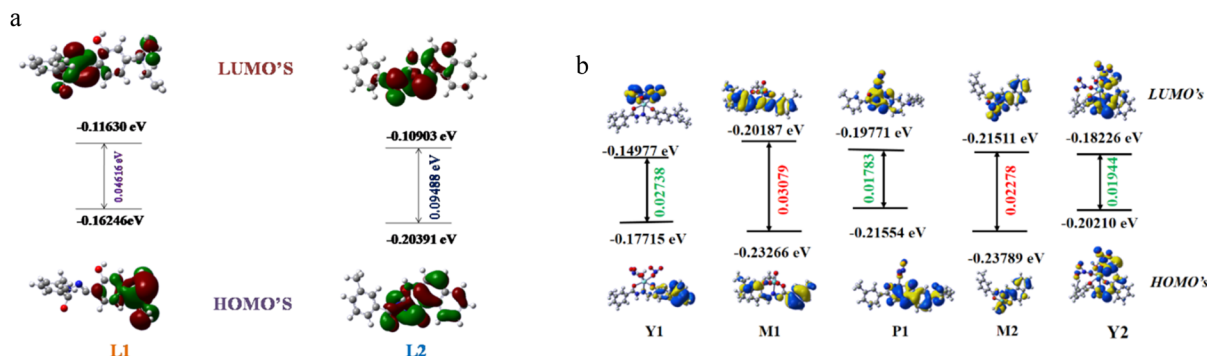 a
LUMO'S
-0.11630 eV
-0.10903 eV
0.04616 eV
0.09488 eV
-0.16246eV
-0.20391 eV
HOMO'S
L1
L2
b
LUMO's
-0.14977 eV
-0.20187 eV
-0.19771 eV
-0.21511 eV
-0.18226 eV
0.02738
0.03079
0.01783
0.02278
0.01944
-0.17715 eV
-0.23266 eV
-0.21554 eV
-0.23789 eV
-0.20210 eV
HOMO's
Y1
M1
P1
M2
Y2